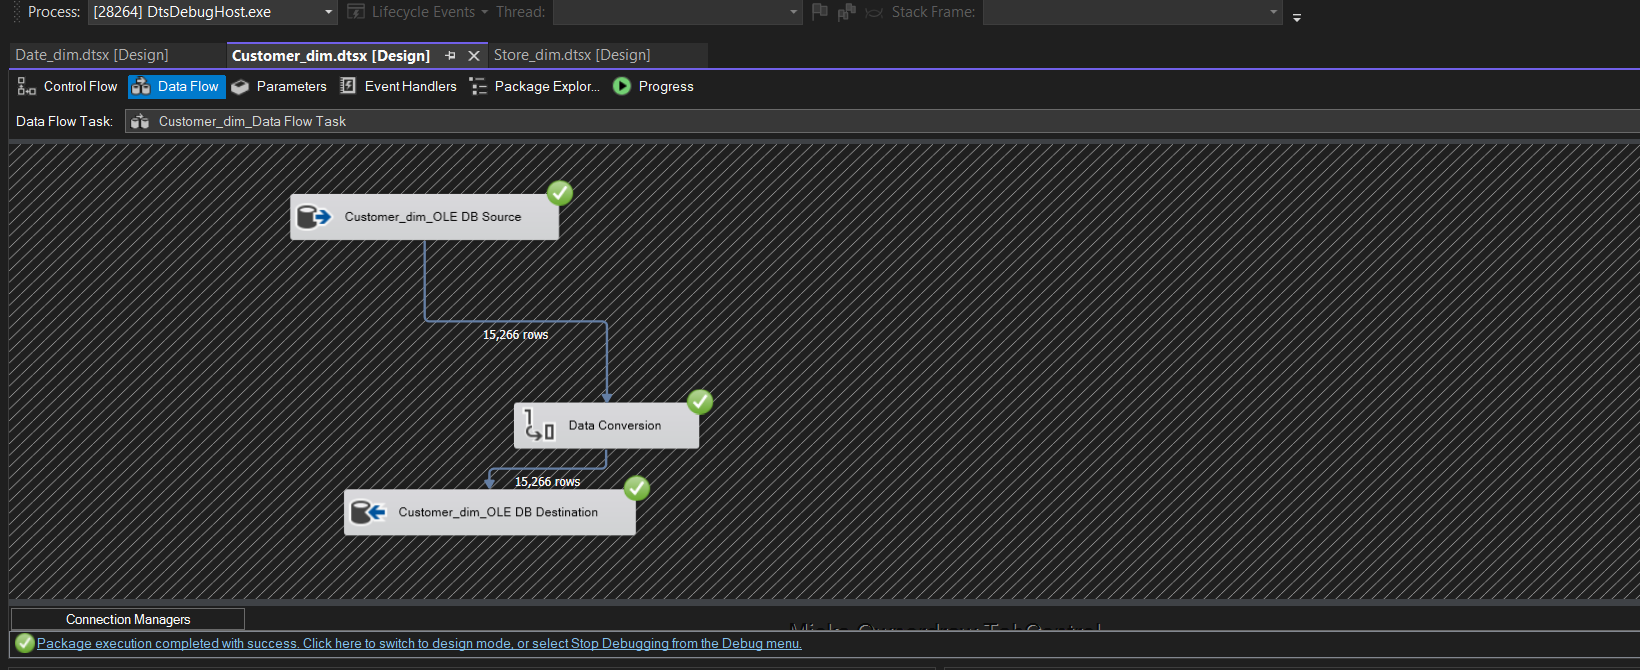 Process: [28264] DtsDebugHost.exe Lifecycle Events Thread: Stack Frame:
Date_dim.dtsx [Design] Customer_dim.dtsx [Design] Store_dim.dtsx [Design]
Control Flow Data Flow Parameters Event Handlers Package Explor... Progress
Data Flow Task: Customer_dim_Data Flow Task
Customer_dim_OLE DB Source
15,266 rows
Data Conversion
15,266 rows
Customer_dim_OLE DB Destination
Connection Managers
Package execution completed with success. Click here to switch to design mode, or select Stop Debugging from the Debug menu.